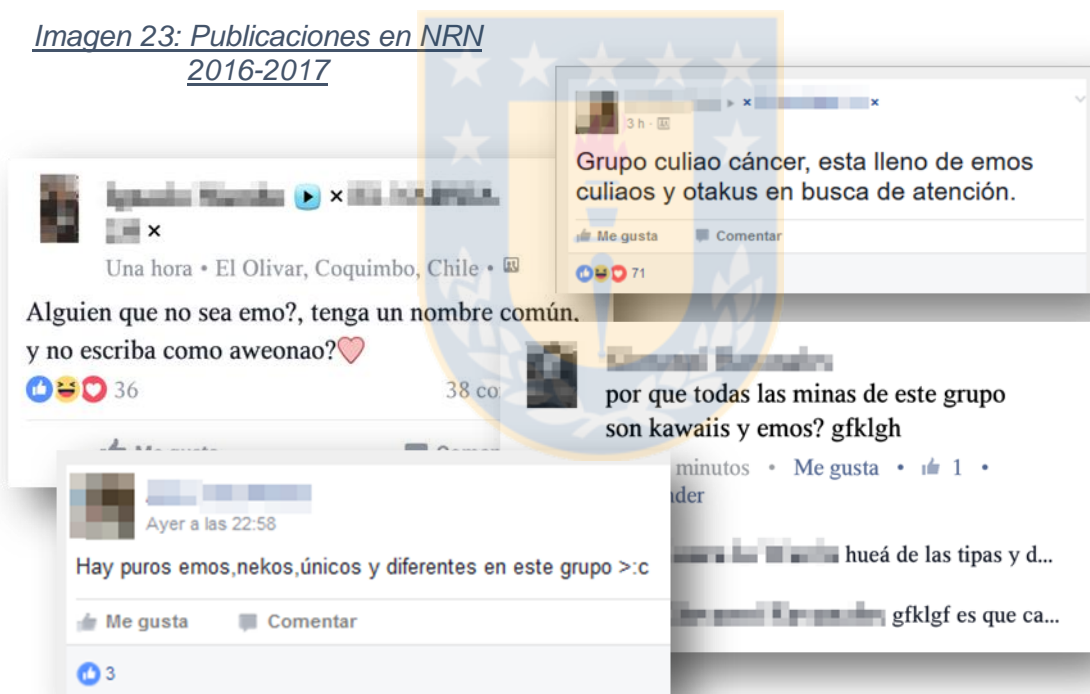 Imagen 23: Publicaciones en NRN
2016-2017
3 h
Grupo culiao cáncer, esta lleno de emos
culiaos y otakus en busca de atención.
Me gusta Comentar
71
Una hora • El Olivar, Coquimbo, Chile •
Alguien que no sea emo?, tenga un nombre común,
y no escriba como aweonao?
36 38 co
Me gusta
por que todas las minas de este grupo
son kawaiis y emos? gfklgh
minutos • Me gusta • 1 •
nder
hueá de las tipas y d...
gfklgf es que ca...
Ayer a las 22:58
Hay puros emos,nekos,únicos y diferentes en este grupo >:c
Me gusta Comentar
3